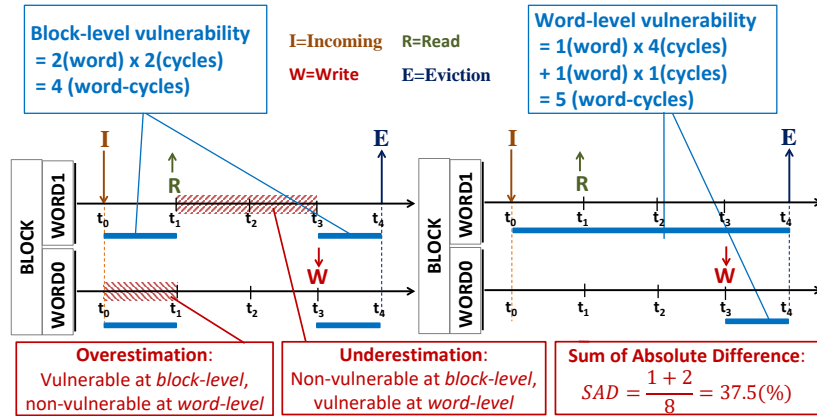 Block-level vulnerability
= 2(word) x 2(cycles)
= 4 (word-cycles)
I=Incoming R=Read
W=Write E=Eviction
Word-level vulnerability
= 1(word) x 4(cycles)
+ 1(word) x 1(cycles)
= 5 (word-cycles)
BLOCK
WORD1
I
R
E
t0 t1 t2 t3 t4
WORD0
W
t0 t1 t2 t3 t4
BLOCK
WORD1
I
R
E
t0 t1 t2 t3 t4
WORD0
W
t0 t1 t2 t3 t4
Overestimation:
Vulnerable at block-level,
non-vulnerable at word-level
Underestimation:
Non-vulnerable at block-level,
vulnerable at word-level
Sum of Absolute Difference:
SAD = (1 + 2) / 8 = 37.5(%)